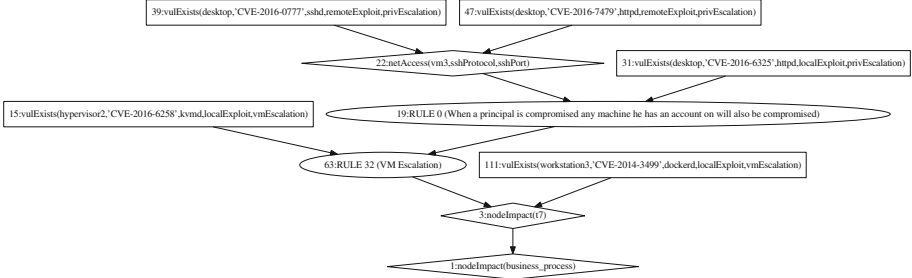 39:vulExists(desktop,'CVE-2016-0777',sshd,remoteExploit,privEscalation)
47:vulExists(desktop,'CVE-2016-7479',httpd,remoteExploit,privEscalation)
22:netAccess(vm3,sshProtocol,sshPort)
31:vulExists(desktop,'CVE-2016-6325',httpd,localExploit,privEscalation)
15:vulExists(hypervisor2,'CVE-2016-6258',kvmd,localExploit,vmEscalation)
19:RULE 0 (When a principal is compromised any machine he has an account on will also be compromised)
63:RULE 32 (VM Escalation)
111:vulExists(workstation3,'CVE-2014-3499',dockerd,localExploit,vmEscalation)
3:nodeImpact(t7)
1:nodeImpact(business_process)